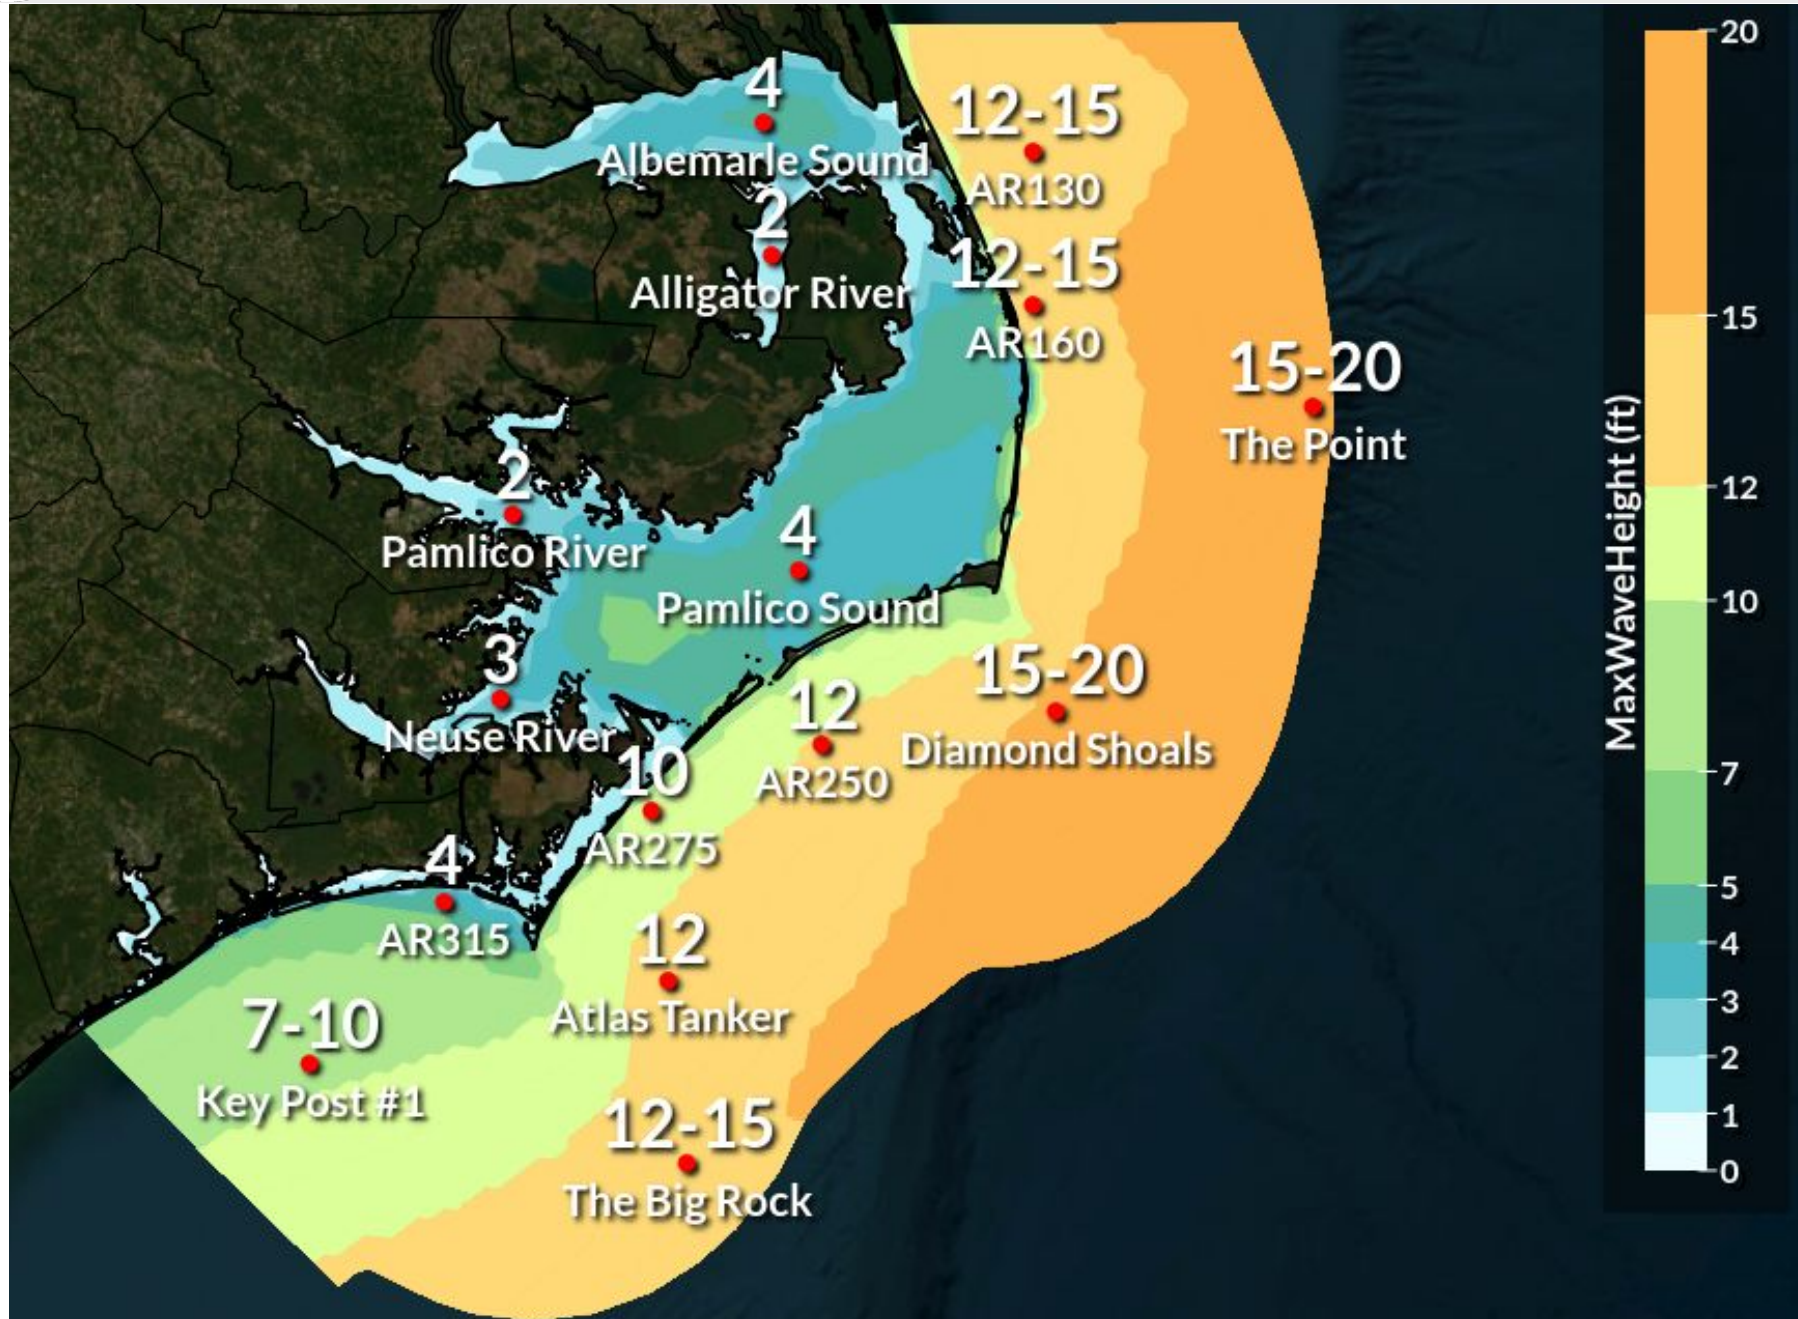 4
Albemarle Sound
2
Alligator River
12-15
AR130
12-15
AR160
15-20
The Point
2
Pamlico River
4
Pamlico Sound
3
Neuse River
15-20
Diamond Shoals
12
AR250
10
AR275
4
AR315
12
Atlas Tanker
7-10
Key Post #1
12-15
The Big Rock
MaxWaveHeight (ft)
20
15
12
10
7
5
4
3
2
1
0